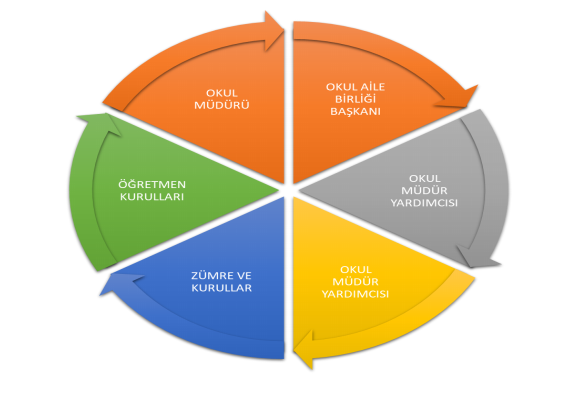 OKUL
MÜDÜRÜ
OKUL AİLE
BİRLİĞİ
BAŞKANI
OKUL
MÜDÜR
YARDIMCISI
OKUL
MÜDÜR
YARDIMCISI
ZÜMRE VE
KURULLAR
ÖĞRETMEN
KURULLARI